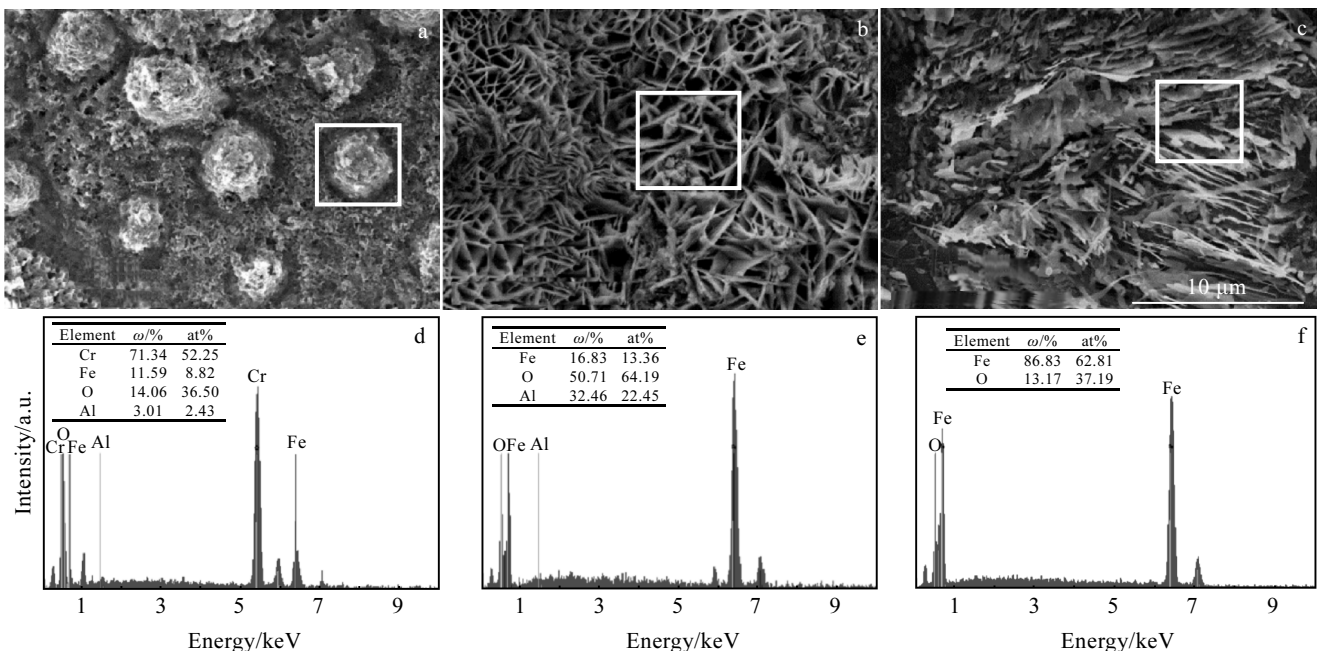 a
b
c
10 μm
d
Element ω/% at%
Cr 71.34 52.25
Fe 11.59 8.82
O 14.06 36.50
Al 3.01 2.43
Cr
O
Cr Fe Al
Fe
Intensity/a.u.
1 3 5 7 9
Energy/keV
e
Element ω/% at%
Fe 16.83 13.36
O 50.71 64.19
Al 32.46 22.45
Fe
O Fe Al
1 3 5 7 9
Energy/keV
f
Element ω/% at%
Fe 86.83 62.81
O 13.17 37.19
Fe
Fe
O
1 3 5 7 9
Energy/keV